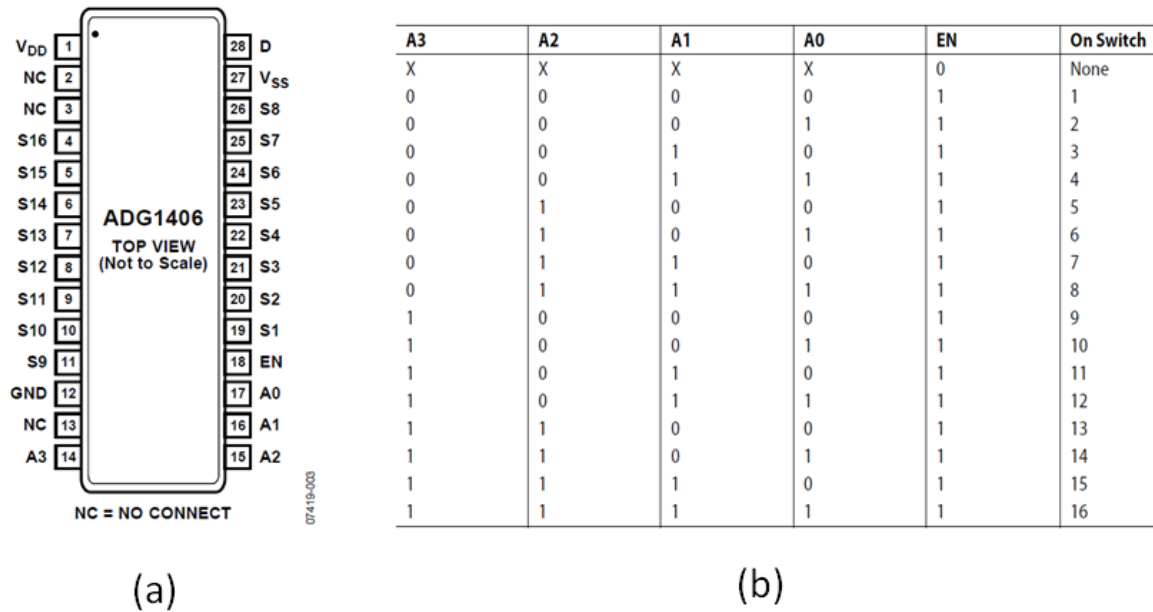 V_DD 1 28 D
NC 2 27 V_SS
NC 3 26 S8
S16 4 25 S7
S15 5 24 S6
S14 6 23 S5
S13 7 22 S4
S12 8 21 S3
S11 9 20 S2
S10 10 19 S1
S9 11 18 EN
GND 12 17 A0
NC 13 16 A1
A3 14 15 A2
ADG1406
TOP VIEW
(Not to Scale)
NC = NO CONNECT
07419-003
(a)
A3 A2 A1 A0 EN On Switch
X X X X 0 None
0 0 0 0 1 1
0 0 0 1 1 2
0 0 1 0 1 3
0 0 1 1 1 4
0 1 0 0 1 5
0 1 0 1 1 6
0 1 1 0 1 7
0 1 1 1 1 8
1 0 0 0 1 9
1 0 0 1 1 10
1 0 1 0 1 11
1 0 1 1 1 12
1 1 0 0 1 13
1 1 0 1 1 14
1 1 1 0 1 15
1 1 1 1 1 16
(b)